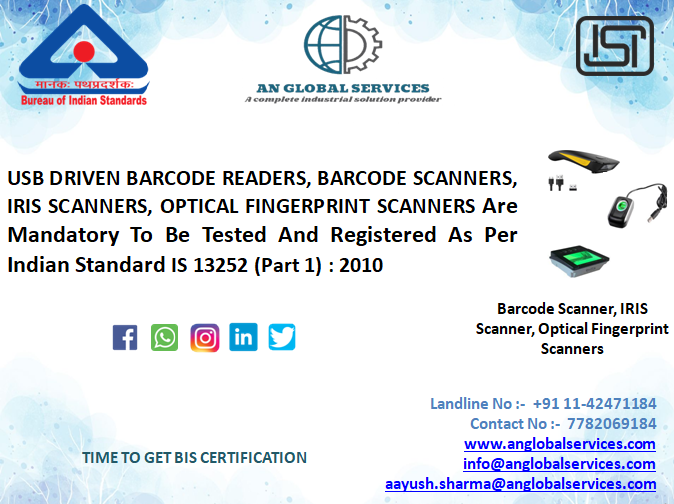 मानकः पथप्रदर्शकः
Bureau of Indian Standards
AN GLOBAL SERVICES
A complete industrial solution provider
ISI
USB DRIVEN BARCODE READERS, BARCODE SCANNERS,
IRIS SCANNERS, OPTICAL FINGERPRINT SCANNERS Are
Mandatory To Be Tested And Registered As Per
Indian Standard IS 13252 (Part 1) : 2010
Barcode Scanner, IRIS
Scanner, Optical Fingerprint
Scanners
Landline No :- +91 11-42471184
Contact No :- 7782069184
www.anglobalservices.com
info@anglobalservices.com
aayush.sharma@anglobalservices.com
TIME TO GET BIS CERTIFICATION